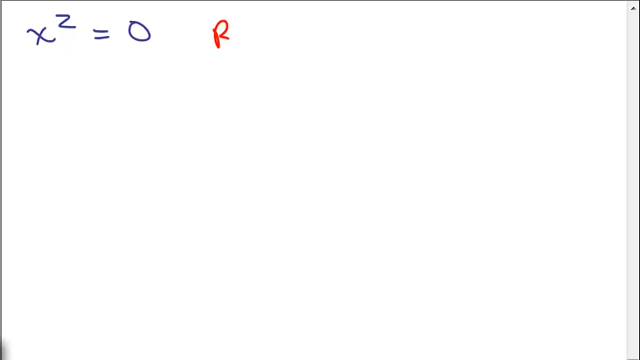 x² = 0 R